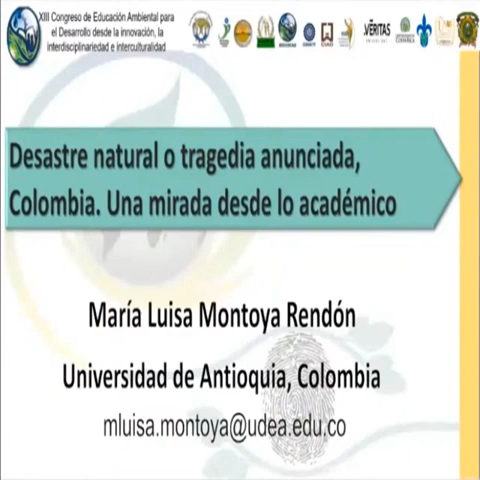 XIII Congreso de Educación Ambiental para
el Desarrollo desde la innovación, la
interdisciplinariedad e interculturalidad
VĒRITAS
Desastre natural o tragedia anunciada,
Colombia. Una mirada desde lo académico
María Luisa Montoya Rendón
Universidad de Antioquia, Colombia
mluisa.montoya@udea.edu.co